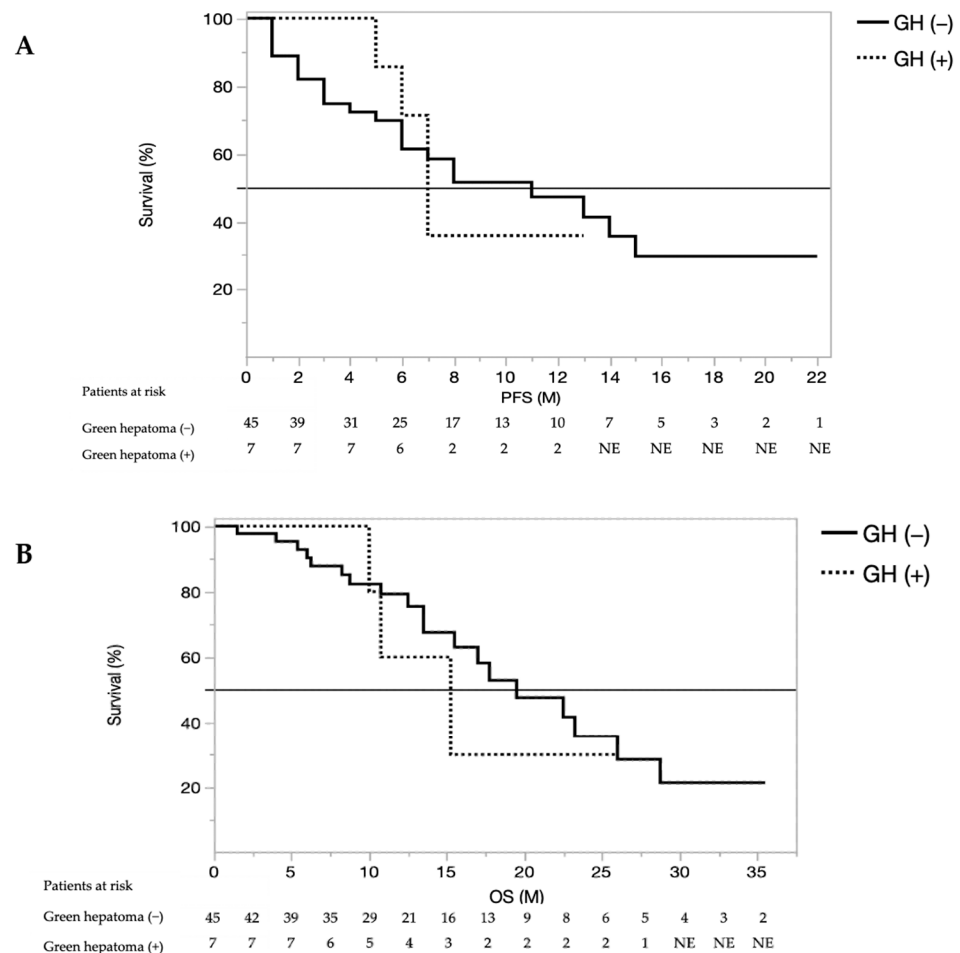 A
GH (−)
GH (+)
100
80
60
40
20
Survival (%)
0 2 4 6 8 10 12 14 16 18 20 22
PFS (M)
Patients at risk
Green hepatoma (−) 45 39 31 25 17 13 10 7 5 3 2 1
Green hepatoma (+) 7 7 7 6 2 2 2 NE NE NE NE NE
B
GH (−)
GH (+)
100
80
60
40
20
Survival (%)
0 5 10 15 20 25 30 35
OS (M)
Patients at risk
Green hepatoma (−) 45 42 39 35 29 21 16 13 9 8 6 5 4 3 2
Green hepatoma (+) 7 7 7 6 5 4 3 2 2 2 2 1 NE NE NE